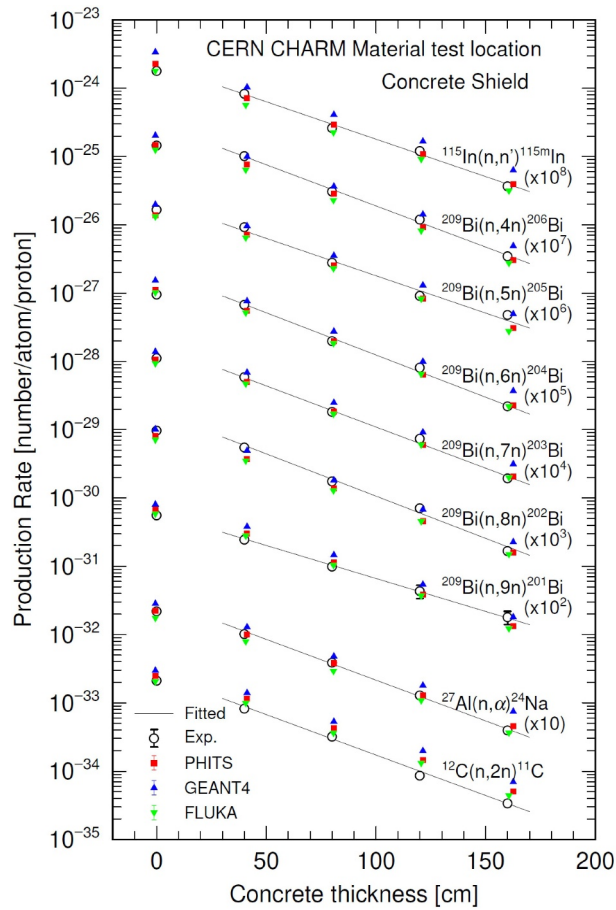 CERN CHARM Material test location
Concrete Shield
Production Rate [number/atom/proton]
10⁻²³
10⁻²⁴
10⁻²⁵
10⁻²⁶
10⁻²⁷
10⁻²⁸
10⁻²⁹
10⁻³⁰
10⁻³¹
10⁻³²
10⁻³³
10⁻³⁴
10⁻³⁵
¹¹⁵In(n,n')¹¹⁵ᵐIn
(x10⁸)
²⁰⁹Bi(n,4n)²⁰⁶Bi
(x10⁷)
²⁰⁹Bi(n,5n)²⁰⁵Bi
(x10⁶)
²⁰⁹Bi(n,6n)²⁰⁴Bi
(x10⁵)
²⁰⁹Bi(n,7n)²⁰³Bi
(x10⁴)
²⁰⁹Bi(n,8n)²⁰²Bi
(x10³)
²⁰⁹Bi(n,9n)²⁰¹Bi
(x10²)
²⁷Al(n,α)²⁴Na
(x10)
¹²C(n,2n)¹¹C
Fitted
Exp.
PHITS
GEANT4
FLUKA
0 40 80 120 160 200
Concrete thickness [cm]